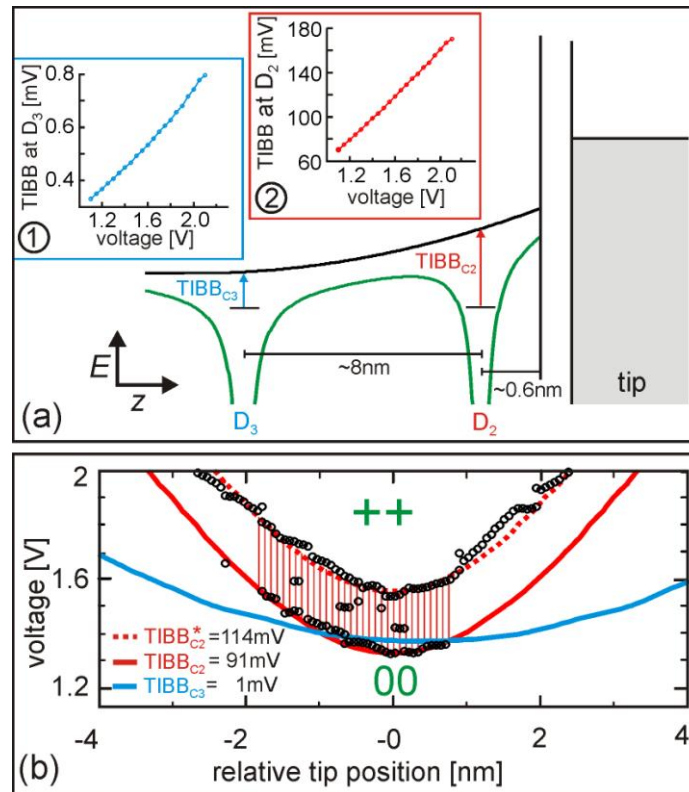 (a)
TIBB at D3 [mV]
0.8
0.6
0.4
1.2 1.6 2.0
voltage [V]
①
TIBB at D2 [mV]
180
140
100
60
1.2 1.6 2.0
voltage [V]
②
TIBBC3
TIBBC2
~8nm
~0.6nm
E
z
D3
D2
tip
(b)
voltage [V]
2
1.6
1.2
++
00
TIBB*C2 =114mV
TIBBC2 = 91mV
TIBBC3 = 1mV
-4 -2 -0 2 4
relative tip position [nm]